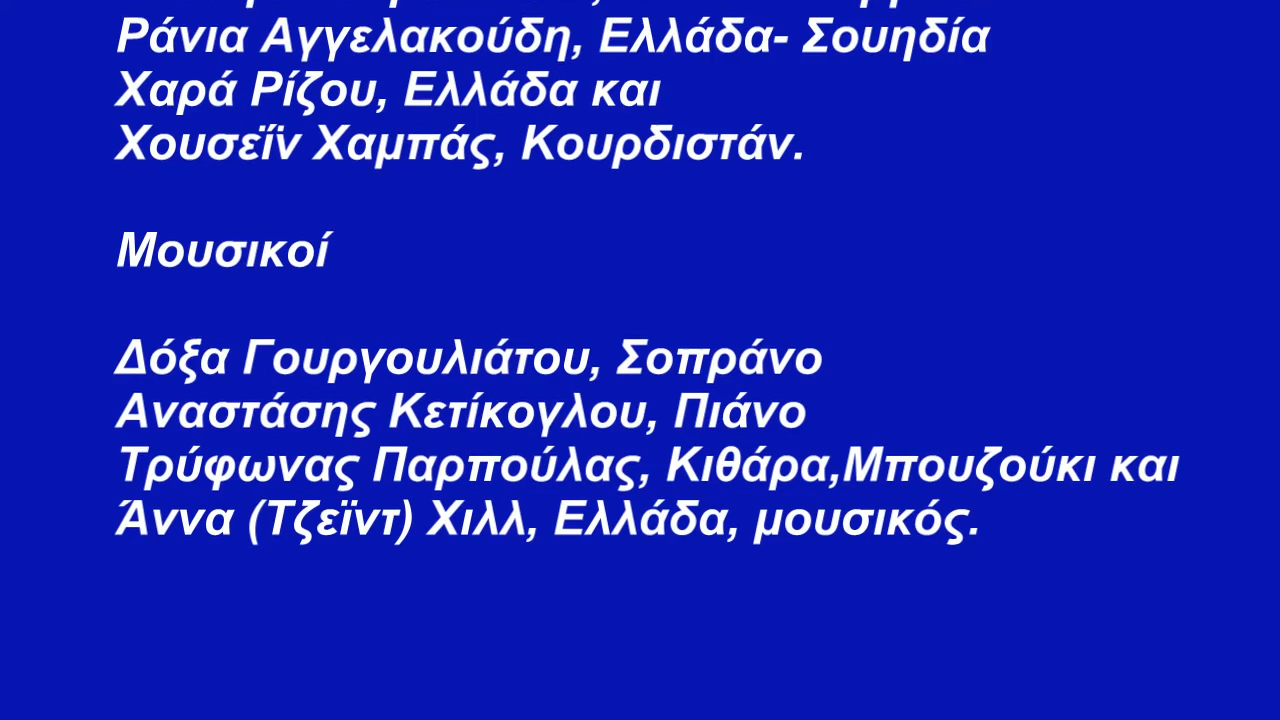 Ράνια Αγγελακούδη, Ελλάδα- Σουηδία
Χαρά Ρίζου, Ελλάδα και
Χουσεΐν Χαμπάς, Κουρδιστάν.
Μουσικοί
Δόξα Γουργουλιάτου, Σοπράνο
Αναστάσης Κετίκογλου, Πιάνο
Τρύφωνας Παρπούλας, Κιθάρα,Μπουζούκι και
Άννα (Τζεϊντ) Χιλλ, Ελλάδα, μουσικός.